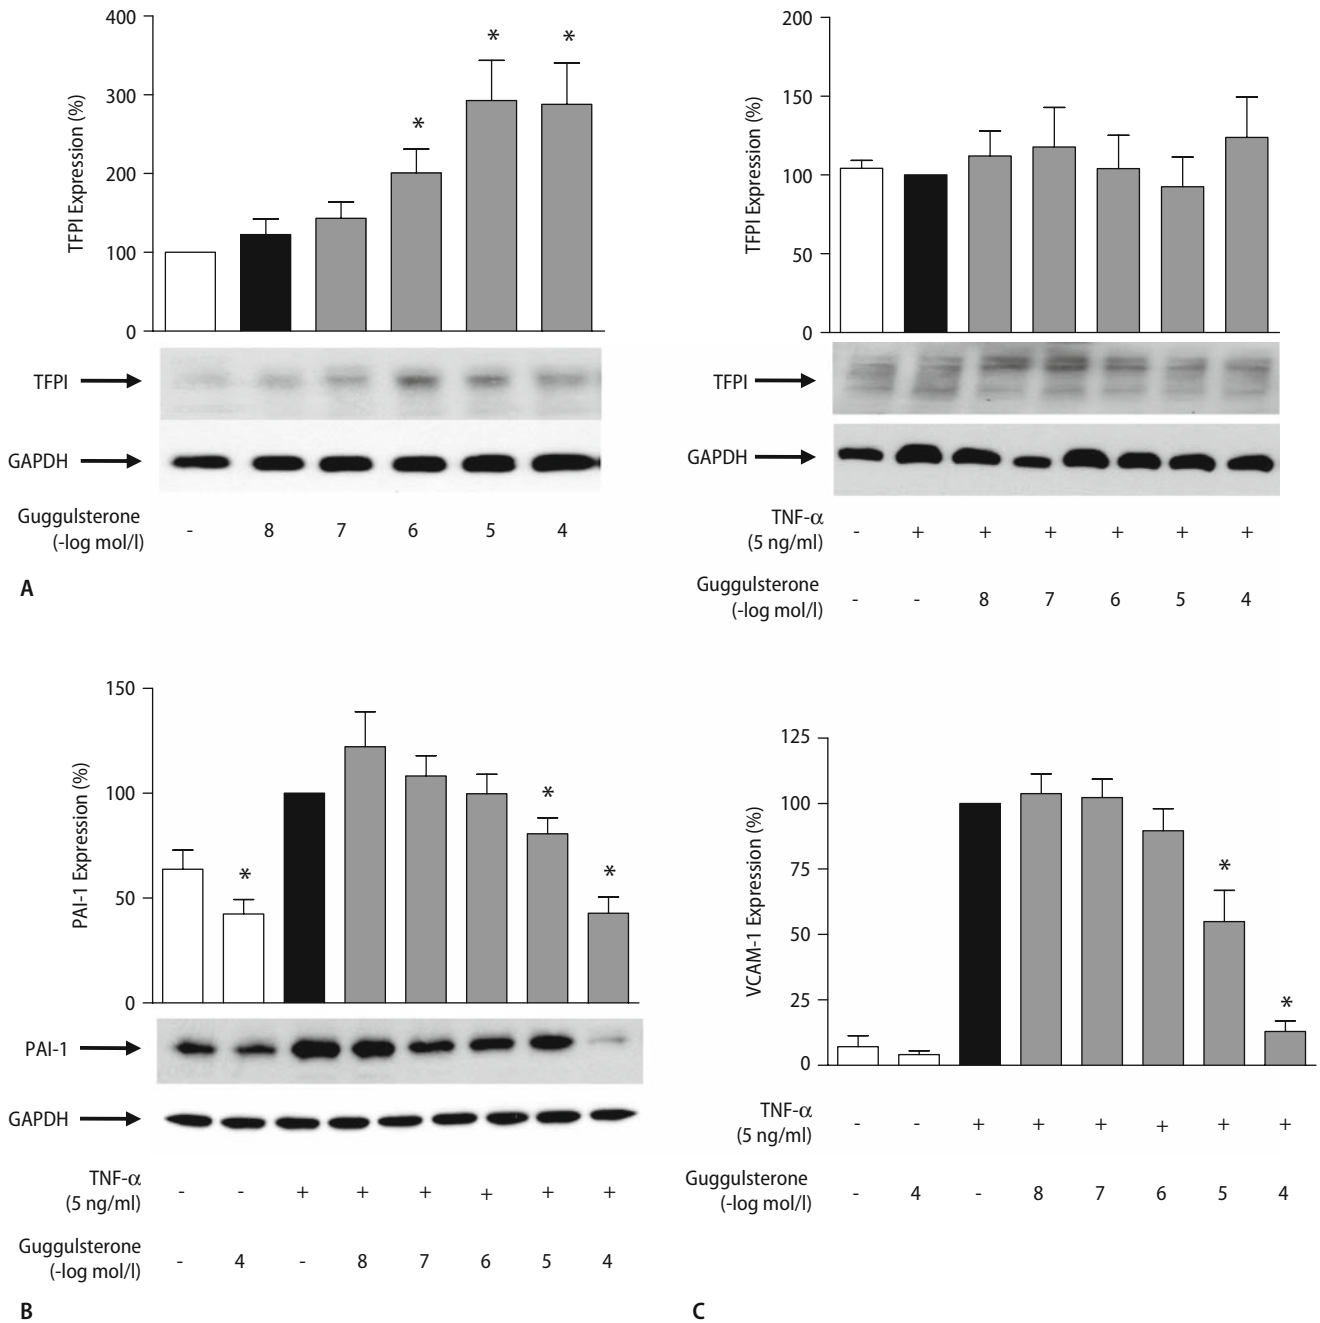 400
300
200
100
0
TFPI Expression (%)
* * *
TFPI
GAPDH
Guggulsterone
(-log mol/l)
- 8 7 6 5 4
A
200
150
100
50
0
TFPI Expression (%)
TFPI
GAPDH
TNF-α
(5 ng/ml)
- + + + + + +
Guggulsterone
(-log mol/l)
- - 8 7 6 5 4
150
100
50
0
PAI-1 Expression (%)
* * *
PAI-1
GAPDH
TNF-α
(5 ng/ml)
- - + + + + + +
Guggulsterone
(-log mol/l)
- 4 - 8 7 6 5 4
B
125
100
75
50
25
0
VCAM-1 Expression (%)
* *
TNF-α
(5 ng/ml)
- - + + + + + +
Guggulsterone
(-log mol/l)
- 4 - 8 7 6 5 4
C